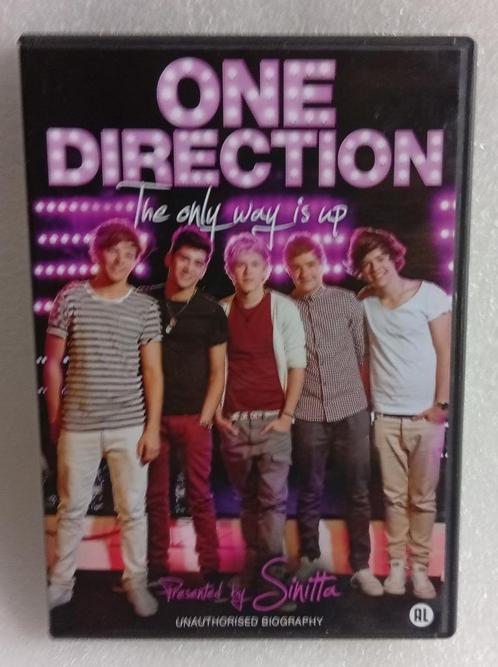 ONE
DIRECTION
The only way is up
Presented by Sinitta
UNAUTHORISED BIOGRAPHY
AL